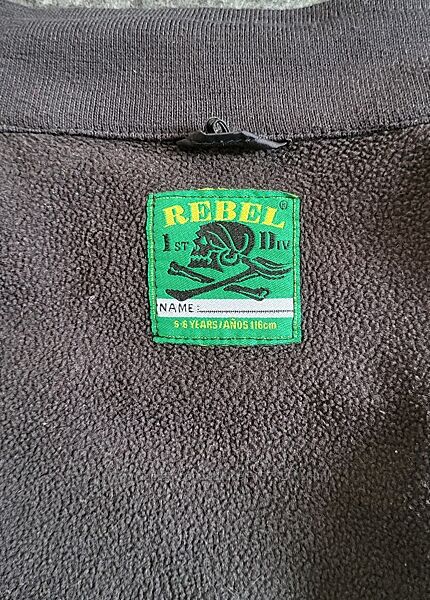 REBEL®
1ST DIV
NAME:
5-6 YEARS/AÑOS 116cm